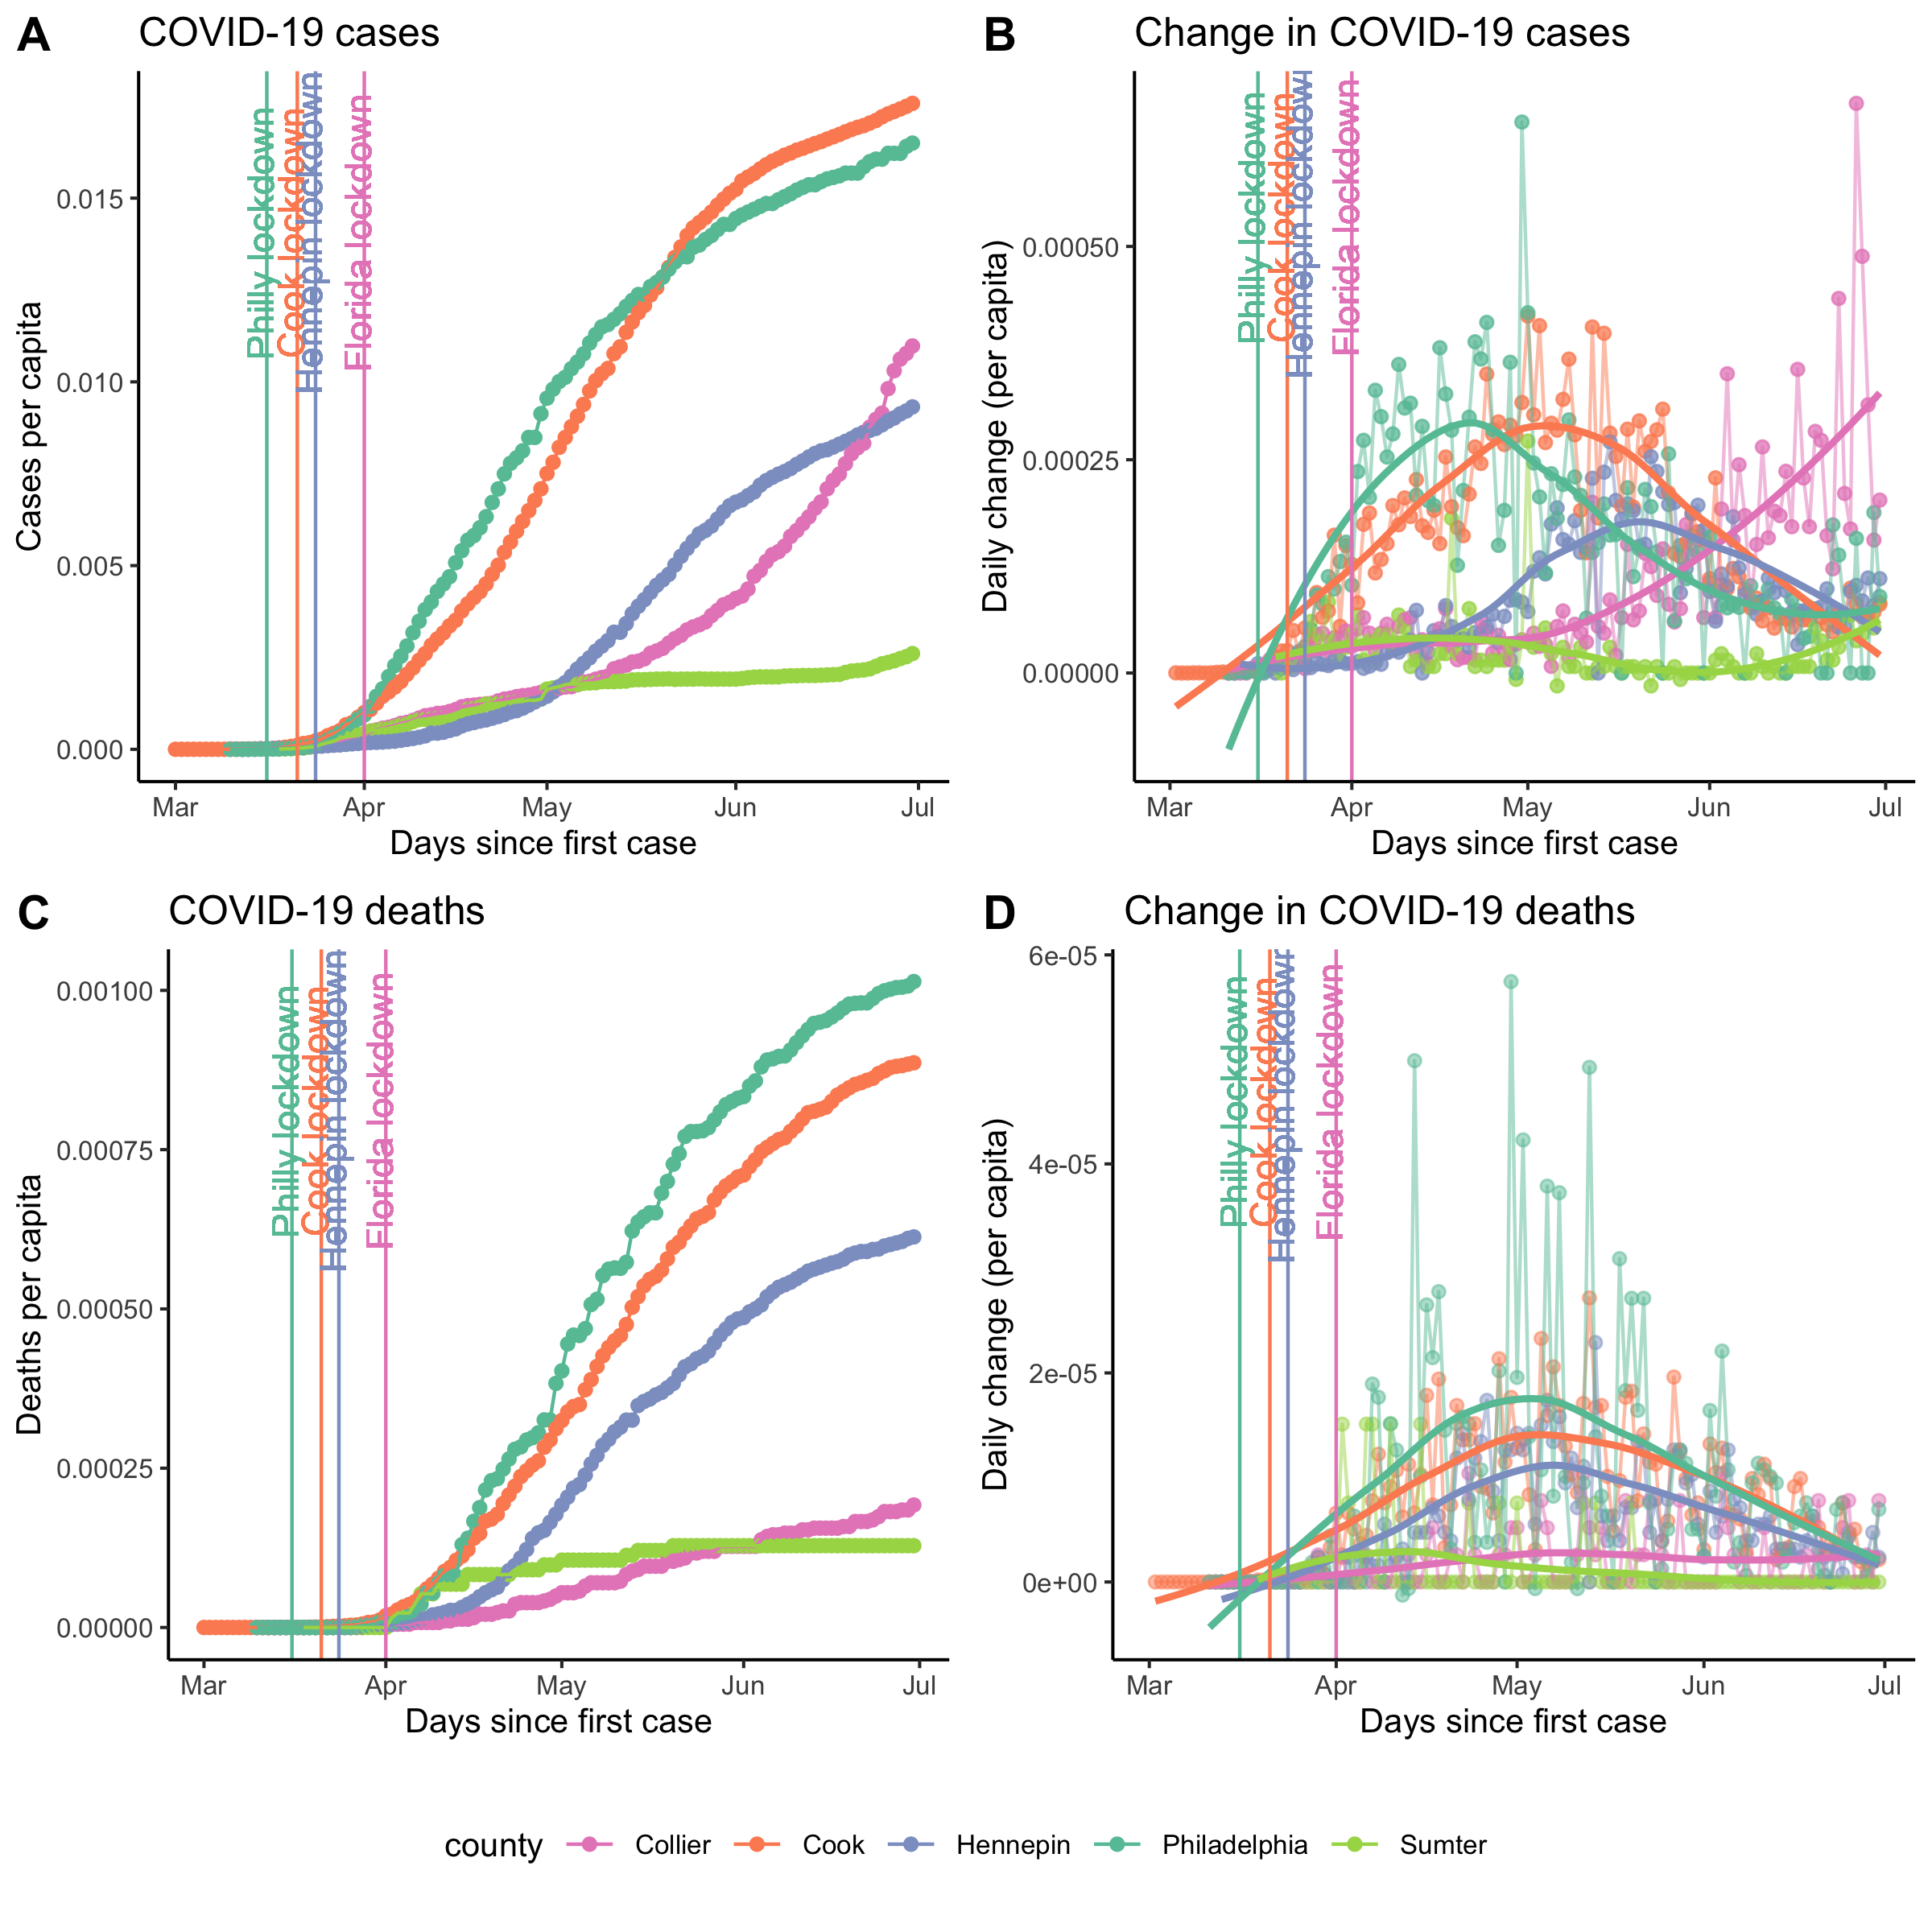 A
COVID-19 cases
Cases per capita
0.015
0.010
0.005
0.000
Philly lockdown
Cook lockdown
Hennepin lockdown
Florida lockdown
Mar
Apr
May
Jun
Jul
Days since first case
B
Change in COVID-19 cases
Daily change (per capita)
0.00050
0.00025
0.00000
Philly lockdown
Cook lockdown
Hennepin lockdown
Florida lockdown
Mar
Apr
May
Jun
Jul
Days since first case
C
COVID-19 deaths
Deaths per capita
0.00100
0.00075
0.00050
0.00025
0.00000
Philly lockdown
Cook lockdown
Hennepin lockdown
Florida lockdown
Mar
Apr
May
Jun
Jul
Days since first case
D
Change in COVID-19 deaths
Daily change (per capita)
6e-05
4e-05
2e-05
0e+00
Philly lockdown
Cook lockdown
Hennepin lockdown
Florida lockdown
Mar
Apr
May
Jun
Jul
Days since first case
county
Collier
Cook
Hennepin
Philadelphia
Sumter